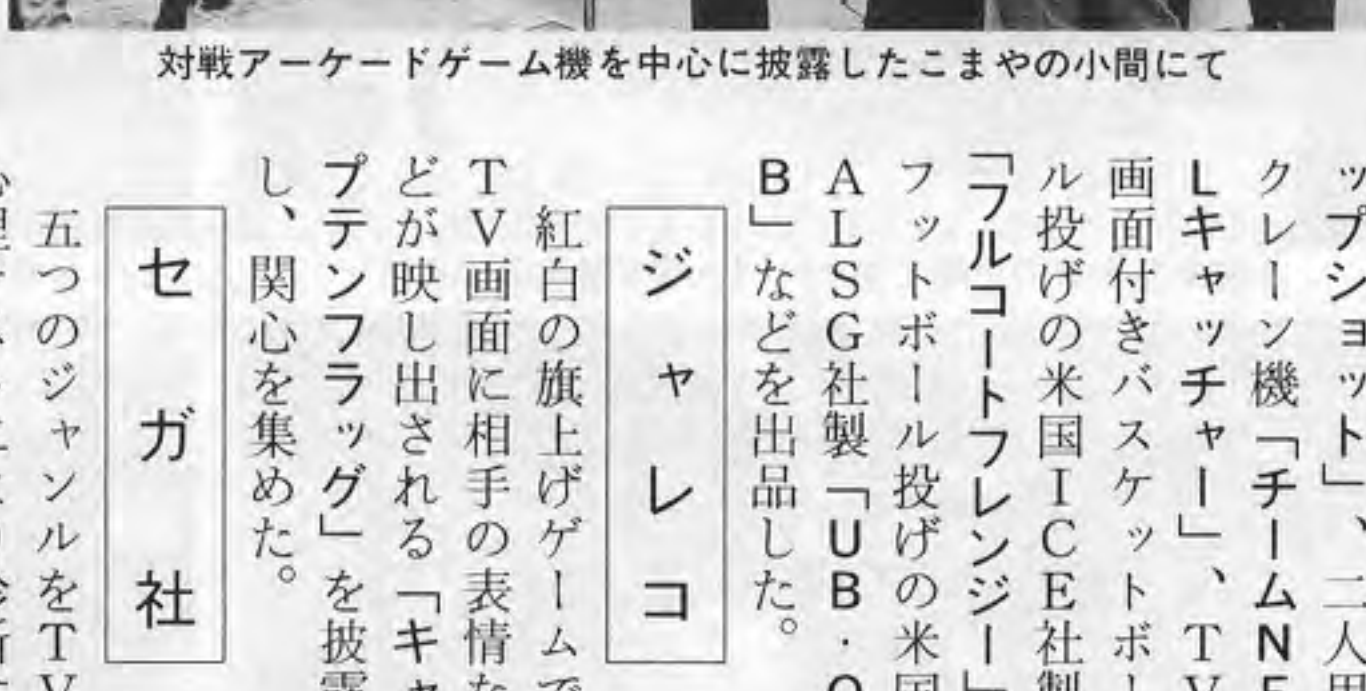 対戦アーケードゲーム機を中心に披露したこまやの小間にて
ップショット」、二人用
クレーン機「チームNF
Lキャッチャー」、TV
画面付きバスケットボー
ル投げの米国ICE社製
「フルコートフレンジー」
フットボール投げの米国
ALSG社製「UB・Q
B」などを出品した。
ジャレコ
紅白の旗上げゲームで
TV画面に相手の表情な
どが映し出される「キャ
プテンフラッグ」を披露
し、関心を集めた。
セガ社
五つのジャンルをTV